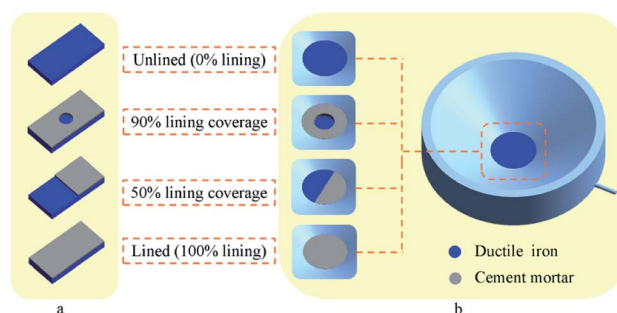 Unlined (0% lining)
90% lining coverage
50% lining coverage
Lined (100% lining)
Ductile iron
Cement mortar
a
b